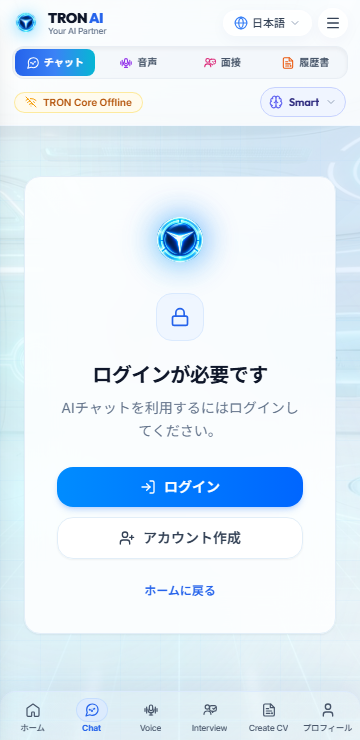 TRON AI
Your AI Partner
日本語
チャット
音声
面接
履歴書
TRON Core Offline
Smart
ログインが必要です
AIチャットを利用するにはログインし
てください。
ログイン
アカウント作成
ホームに戻る
ホーム
Chat
Voice
Interview
Create CV
プロフィール